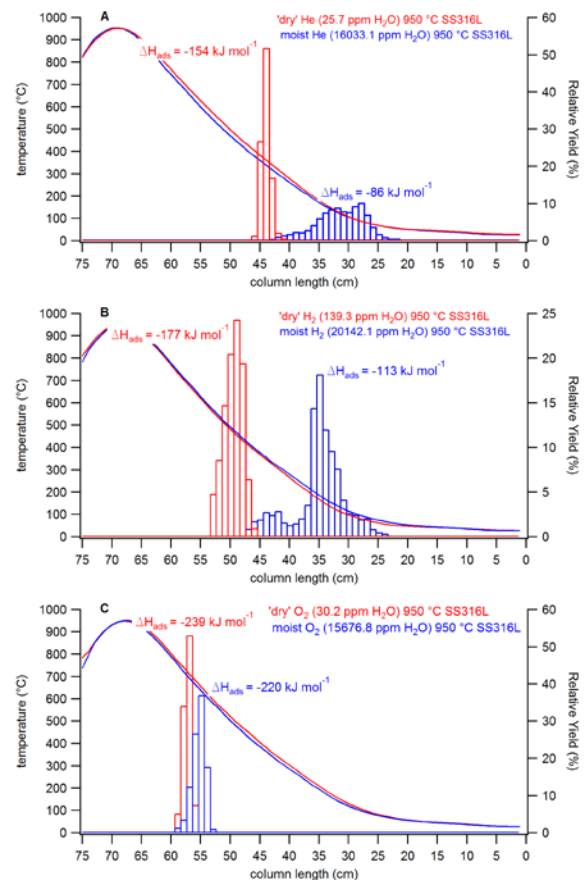 A
'dry' He (25.7 ppm H₂O) 950 °C SS316L
moist He (16033.1 ppm H₂O) 950 °C SS316L
ΔHads = -154 kJ mol⁻¹
ΔHads = -86 kJ mol⁻¹
temperature (°C)
1000
900
800
700
600
500
400
300
200
100
0
Relative Yield (%)
60
50
40
30
20
10
0
75 70 65 60 55 50 45 40 35 30 25 20 15 10 5 0
column length (cm)
B
'dry' H₂ (139.3 ppm H₂O) 950 °C SS316L
moist H₂ (20142.1 ppm H₂O) 950 °C SS316L
ΔHads = -177 kJ mol⁻¹
ΔHads = -113 kJ mol⁻¹
temperature (°C)
1000
900
800
700
600
500
400
300
200
100
0
Relative Yield (%)
25
20
15
10
5
0
75 70 65 60 55 50 45 40 35 30 25 20 15 10 5 0
column length (cm)
C
'dry' O₂ (30.2 ppm H₂O) 950 °C SS316L
moist O₂ (15676.8 ppm H₂O) 950 °C SS316L
ΔHads = -239 kJ mol⁻¹
ΔHads = -220 kJ mol⁻¹
temperature (°C)
1000
900
800
700
600
500
400
300
200
100
0
Relative Yield (%)
60
50
40
30
20
10
0
75 70 65 60 55 50 45 40 35 30 25 20 15 10 5 0
column length (cm)